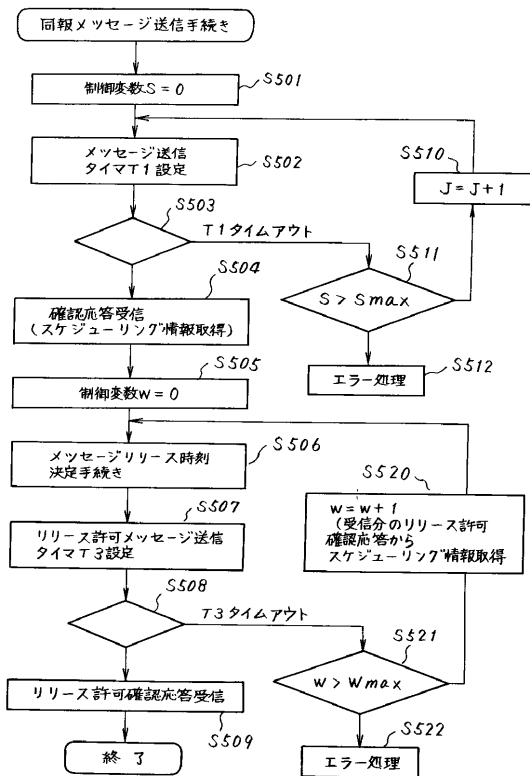 同報メッセージ送信手続き
制御変数S=0
S501
メッセージ送信
タイマT1設定
S502
S510
J=J+1
S503
T1タイムアウト
S511
S>Smax
S504
確認応答受信
(スケジューリング情報取得)
S512
エラー処理
S505
制御変数W=0
メッセージリリース時刻
決定手続き
S506
S520
W=W+1
(受信分のリリース許可
確認応答から
スケジューリング情報取得
S507
リリース許可メッセージ送信
タイマT3設定
S508
T3タイムアウト
S521
W>Wmax
リリース許可確認応答受信
S509
S522
エラー処理
終了